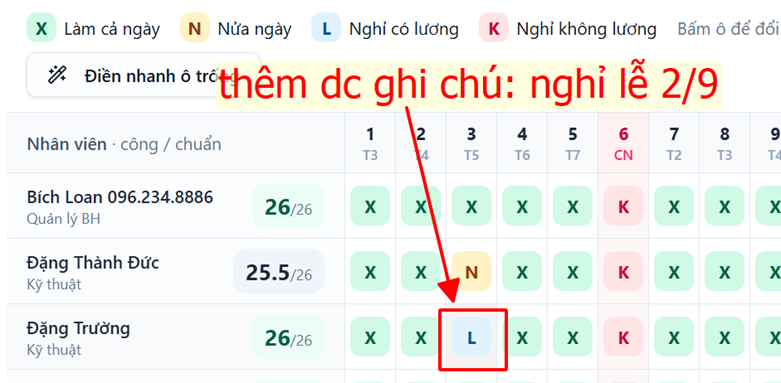 X Làm cả ngày N Nửa ngày L Nghỉ có lương K Nghỉ không lương Bấm ô để đổi
Điền nhanh ô trống
thêm dc ghi chú: nghỉ lễ 2/9
Nhân viên · công / chuẩn 1 2 3 4 5 6 7 8 9
T3 T4 T5 T6 T7 CN T2 T3 T4
Bích Loan 096.234.8886 26/26 X X X X X K X X X
Quản lý BH
Đặng Thành Đức 25.5/26 X X N X X K X X X
Kỹ thuật
Đặng Trường 26/26 X X L X X K X X X
Kỹ thuật